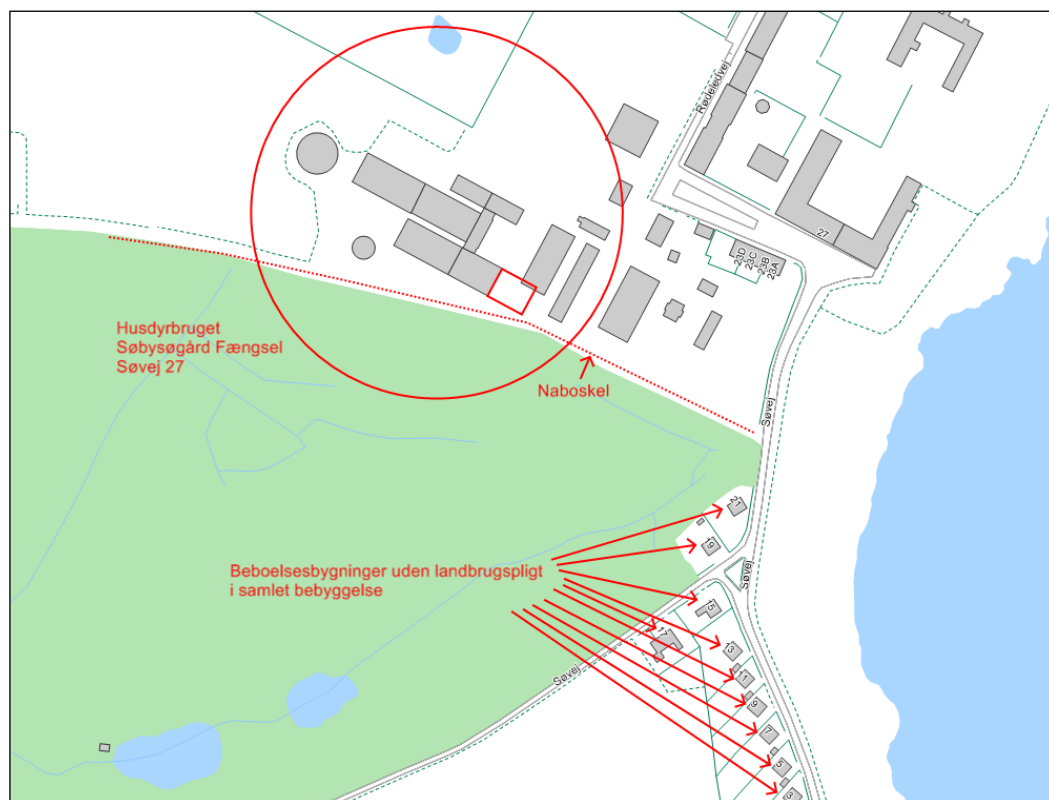 Rødeledvej
27
23D
23C
23B
23A
Husdyrbruget
Søbysøgård Fængsel
Søvej 27
Naboskel
Søvej
21
19
Beboelsesbygninger uden landbrugspligt
i samlet bebyggelse
Søvej
15
17
13
Søvej
11
9
7
5
3